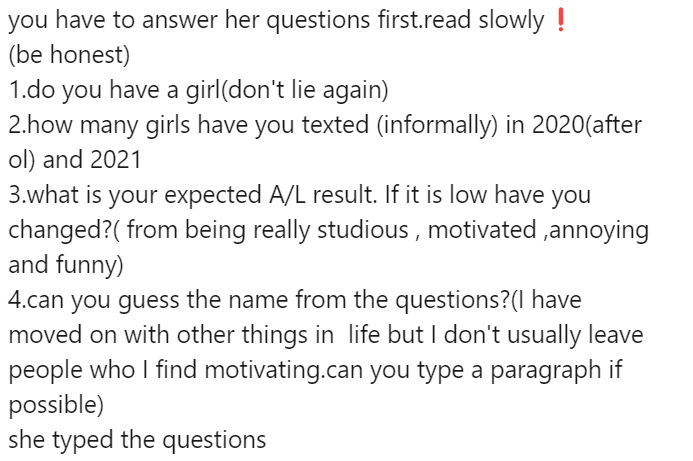 you have to answer her questions first.read slowly ❗
(be honest)
1.do you have a girl(don't lie again)
2.how many girls have you texted (informally) in 2020(after
ol) and 2021
3.what is your expected A/L result. If it is low have you
changed?( from being really studious , motivated ,annoying
and funny)
4.can you guess the name from the questions?(I have
moved on with other things in  life but I don't usually leave
people who I find motivating.can you type a paragraph if
possible)
she typed the questions